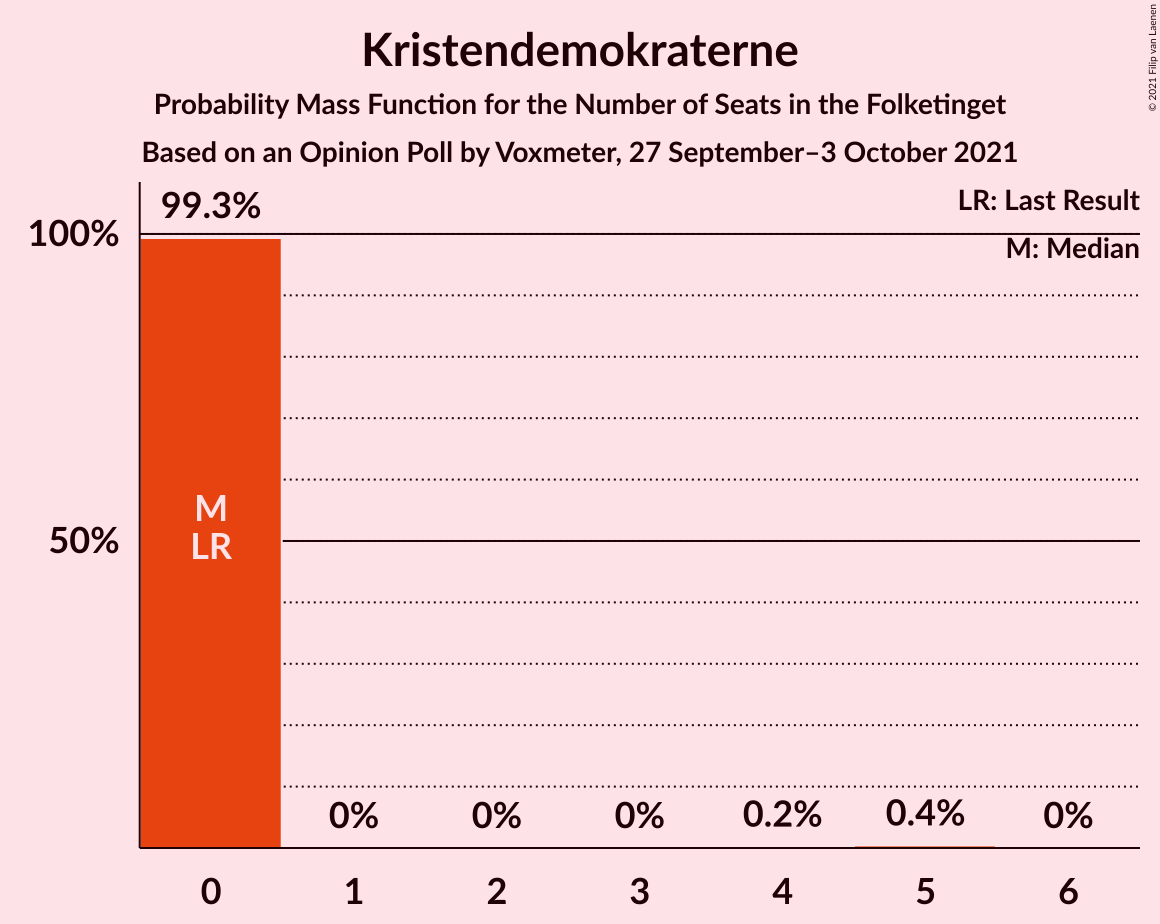 Kristendemokraterne
Probability Mass Function for the Number of Seats in the Folketinget
Based on an Opinion Poll by Voxmeter, 27 September–3 October 2021
© 2021 Filip van Laenen
LR: Last Result
M: Median
99.3%
100%
50%
M
LR
0%
0%
0%
0.2%
0.4%
0%
0
1
2
3
4
5
6